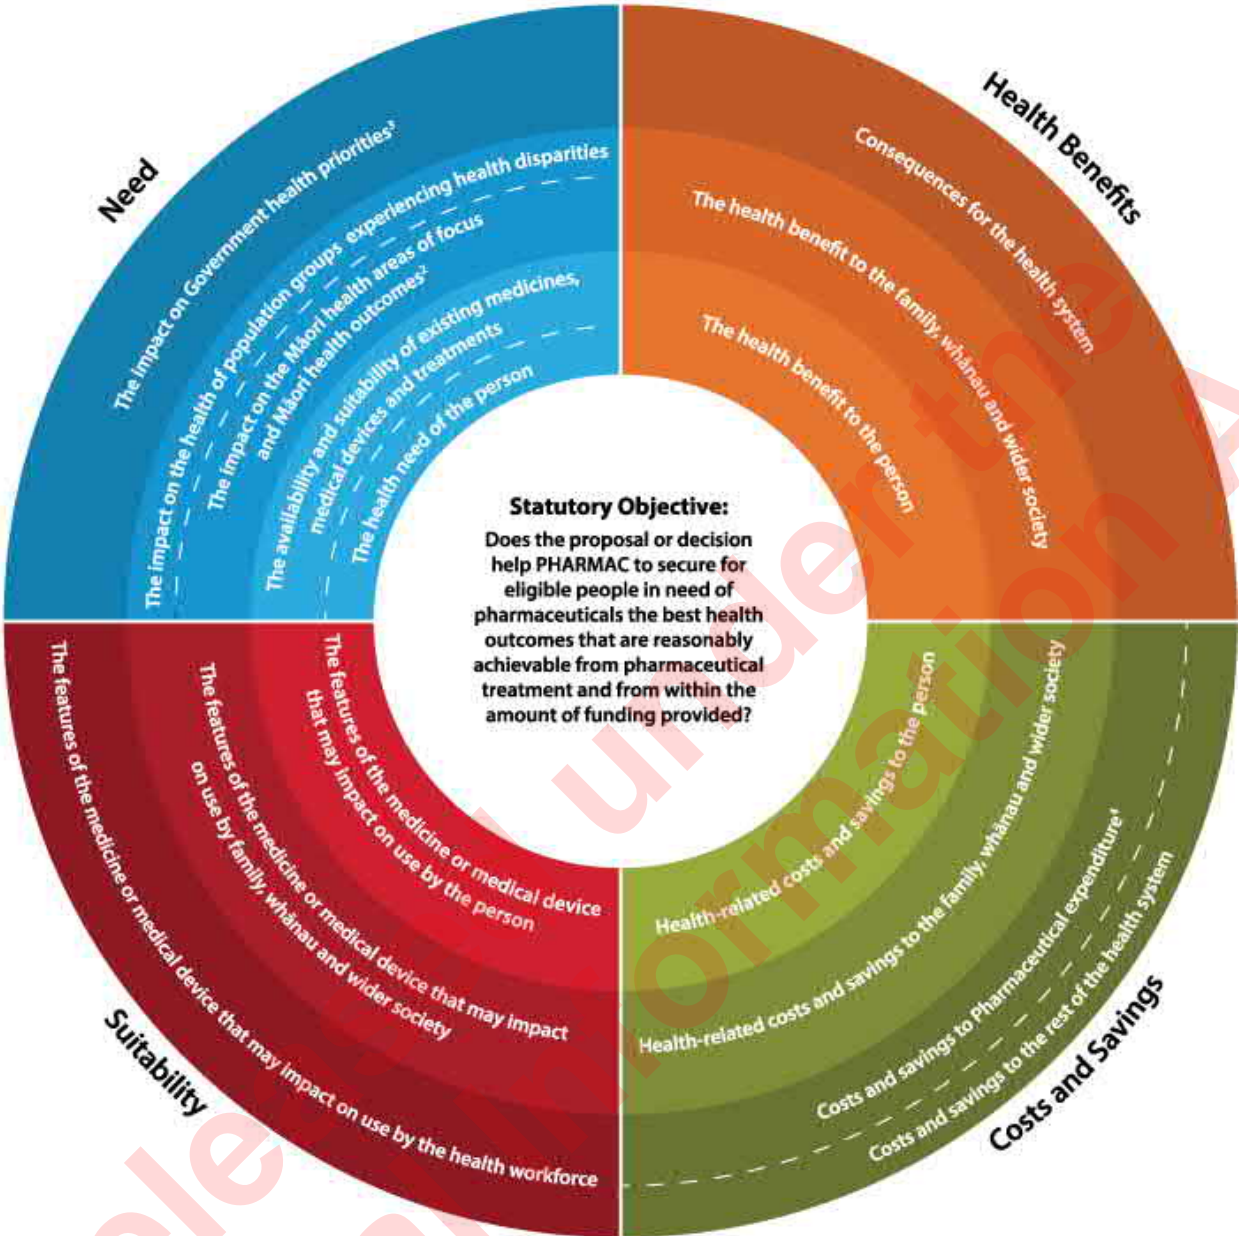 Need
The impact on Government health priorities³
The impact on the health of population groups experiencing health disparities
The impact on the Māori health areas of focus
and Māori health outcomes²
The availability and suitability of existing medicines,
medical devices and treatments
The health need of the person
Health Benefits
Consequences for the health system
The health benefit to the family, whānau and wider society
The health benefit to the person
Statutory Objective:
Does the proposal or decision
help PHARMAC to secure for
eligible people in need of
pharmaceuticals the best health
outcomes that are reasonably
achievable from pharmaceutical
treatment and from within the
amount of funding provided?
Suitability
The features of the medicine or medical device
that may impact on use by the person
The features of the medicine or medical device that may impact
on use by family, whānau and wider society
The features of the medicine or medical device that may impact on use by the health workforce
Costs and Savings
Health-related costs and savings to the person
Health-related costs and savings to the family, whānau and wider society
Costs and savings to Pharmaceutical expenditure⁴
Costs and savings to the rest of the health system
under the